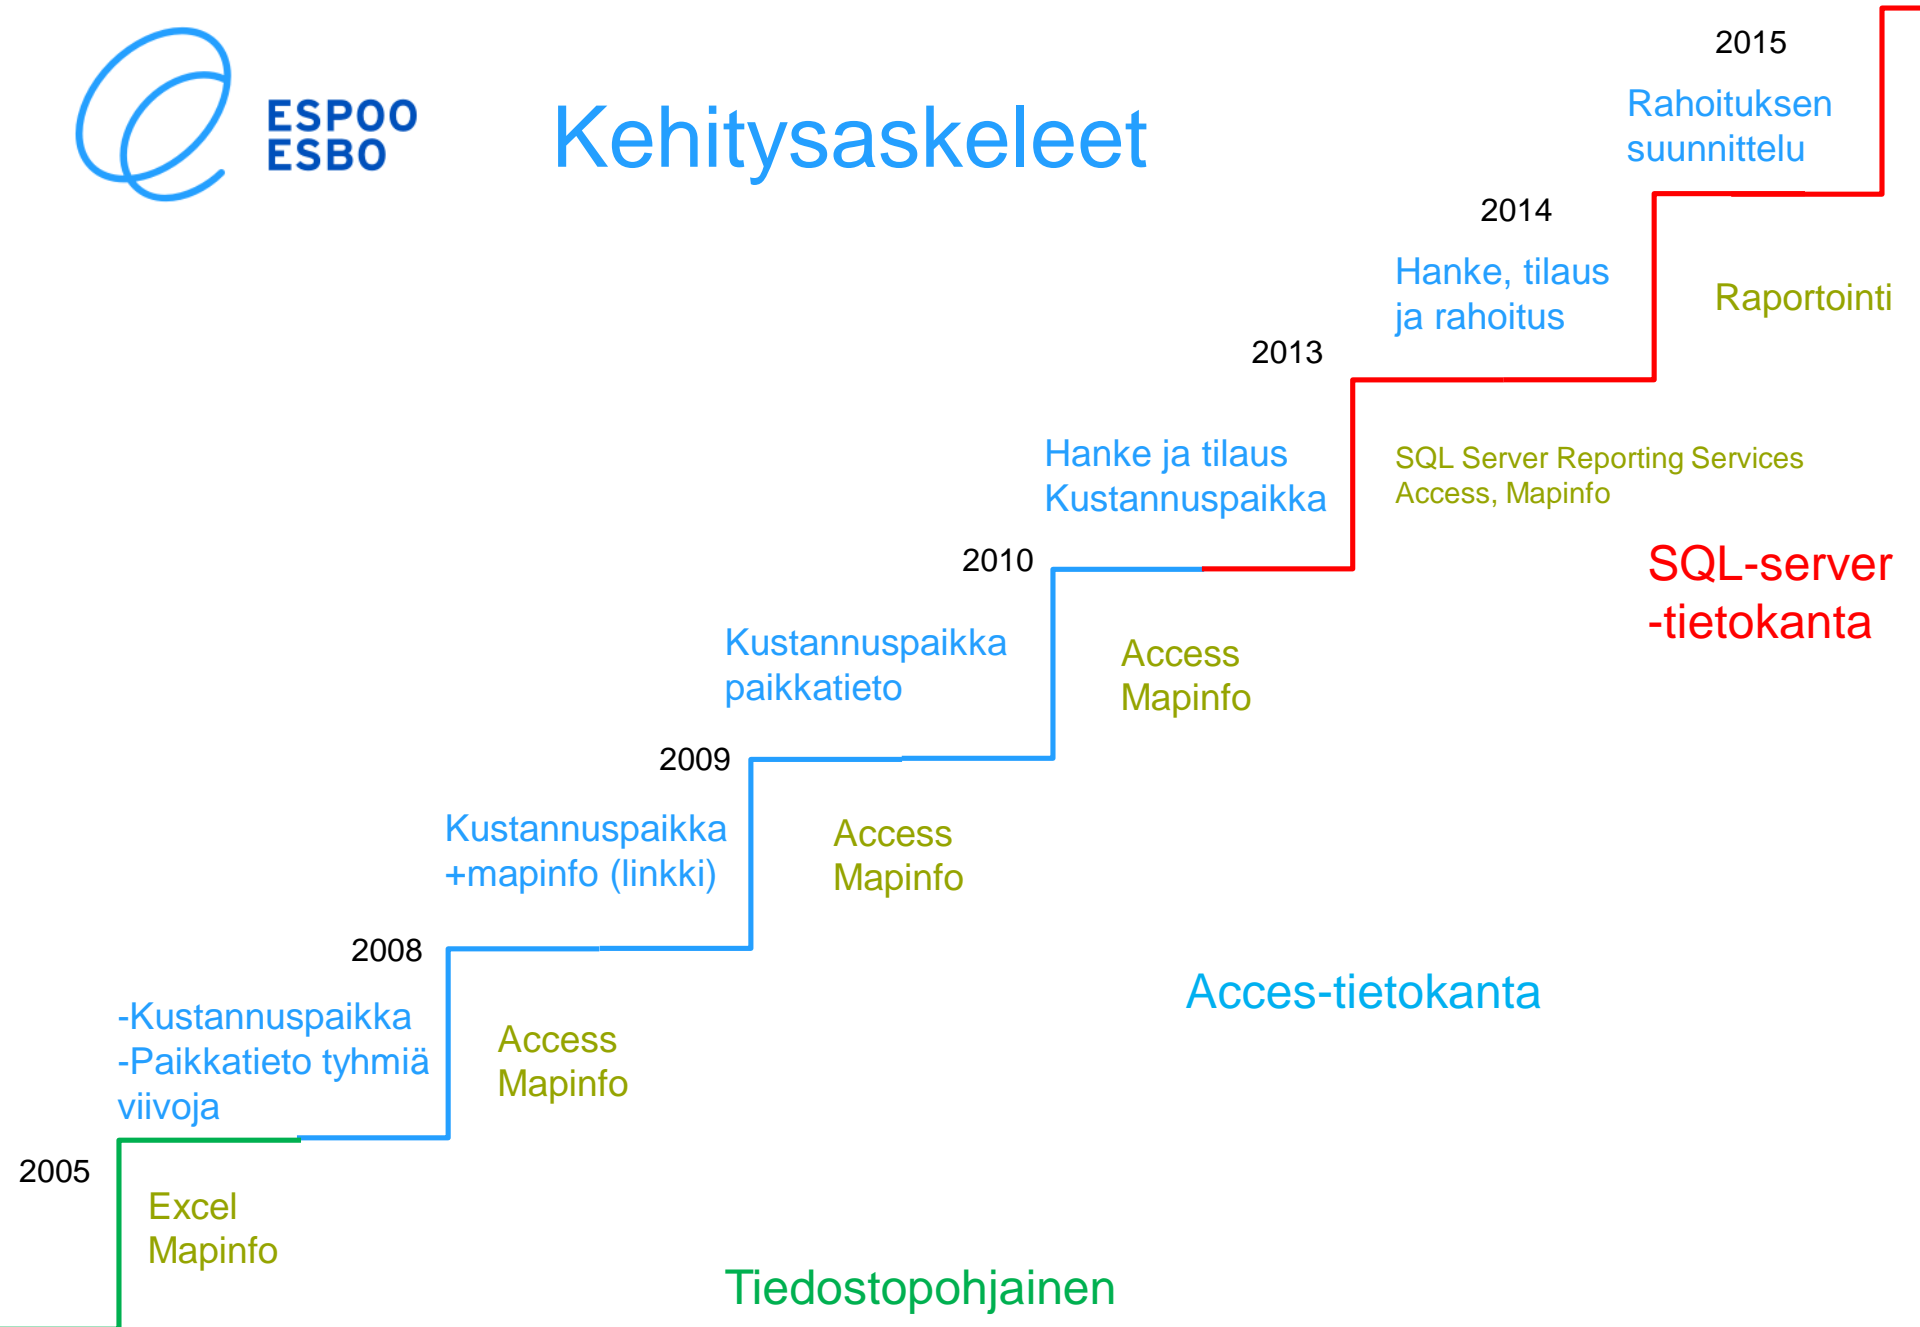 ESPOO
ESBO
Kehitysaskeleet
2015
Rahoituksen
suunnittelu
2014
Hanke, tilaus
ja rahoitus
Raportointi
2013
Hanke ja tilaus
Kustannuspaikka
SQL Server Reporting Services
Access, Mapinfo
2010
SQL-server
-tietokanta
Kustannuspaikka
paikkatieto
Access
Mapinfo
2009
Kustannuspaikka
+mapinfo (linkki)
Access
Mapinfo
2008
-Kustannuspaikka
-Paikkatieto tyhmiä
viivoja
Access
Mapinfo
Acces-tietokanta
2005
Excel
Mapinfo
Tiedostopohjainen